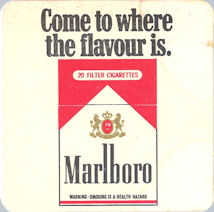 Come to where
the flavour is.
20 FILTER CIGARETTES
Marlboro
WARNING-SMOKING IS A HEALTH HAZARD